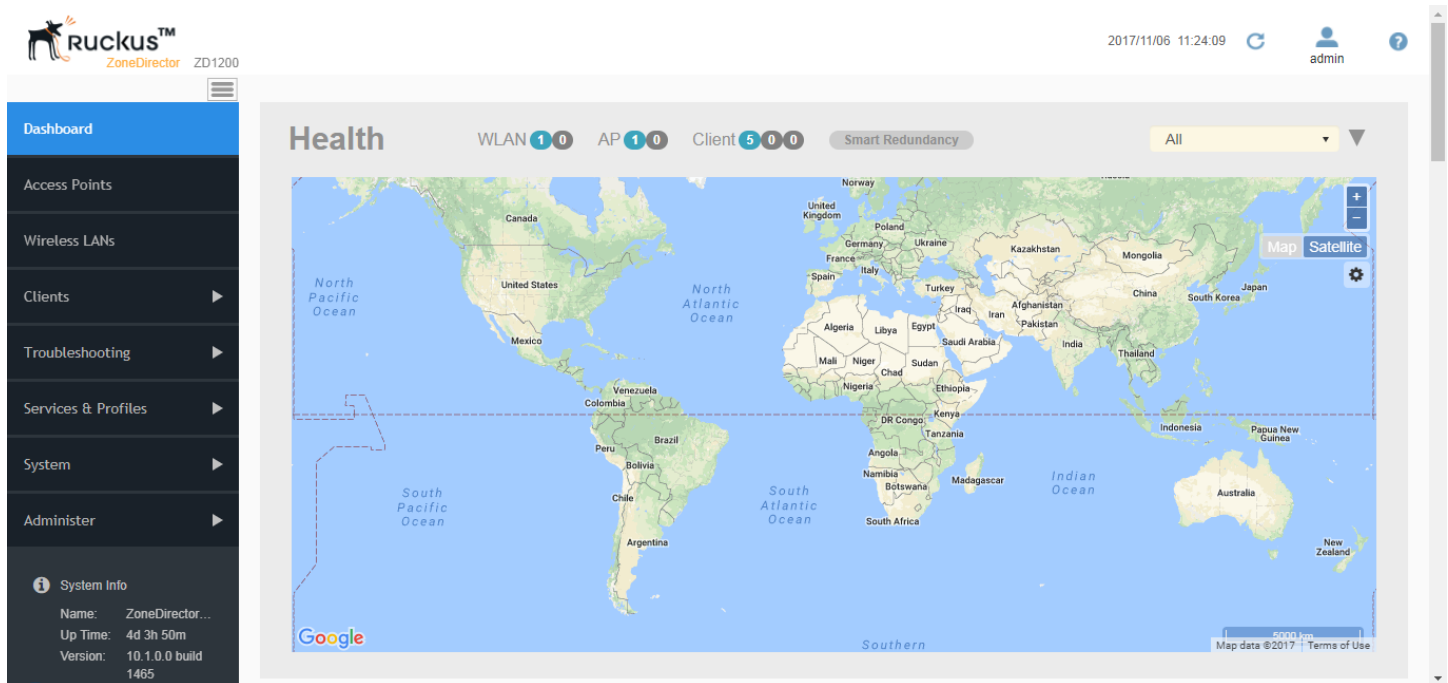 Ruckus™
ZoneDirector ZD1200
2017/11/06 11:24:09
admin
?
Dashboard
Access Points
Wireless LANs
Clients
Troubleshooting
Services & Profiles
System
Administer
i System Info
Name: ZoneDirector...
Up Time: 4d 3h 50m
Version: 10.1.0.0 build
1465
Health WLAN 1 0 AP 1 0 Client 5 0 0 Smart Redundancy All
+
−
Map Satellite
Norway
United
Kingdom
Canada
Poland
Germany
Ukraine
Kazakhstan
Mongolia
France
Italy
Spain
North
Pacific
Ocean
United States
North
Atlantic
Ocean
Turkey
China
South Korea
Japan
Iraq
Iran
Afghanistan
Pakistan
Algeria
Libya
Egypt
Mexico
Saudi Arabia
India
Thailand
Mali
Niger
Chad
Sudan
Nigeria
Ethiopia
Venezuela
Colombia
DR Congo
Kenya
Tanzania
Indonesia
Papua New
Guinea
Peru
Brazil
Bolivia
Angola
Namibia
Botswana
Madagascar
Indian
Ocean
South
Pacific
Ocean
Chile
South
Atlantic
Ocean
South Africa
Australia
Argentina
New
Zealand
Google
Southern
5000 km
Map data ©2017 Terms of Use